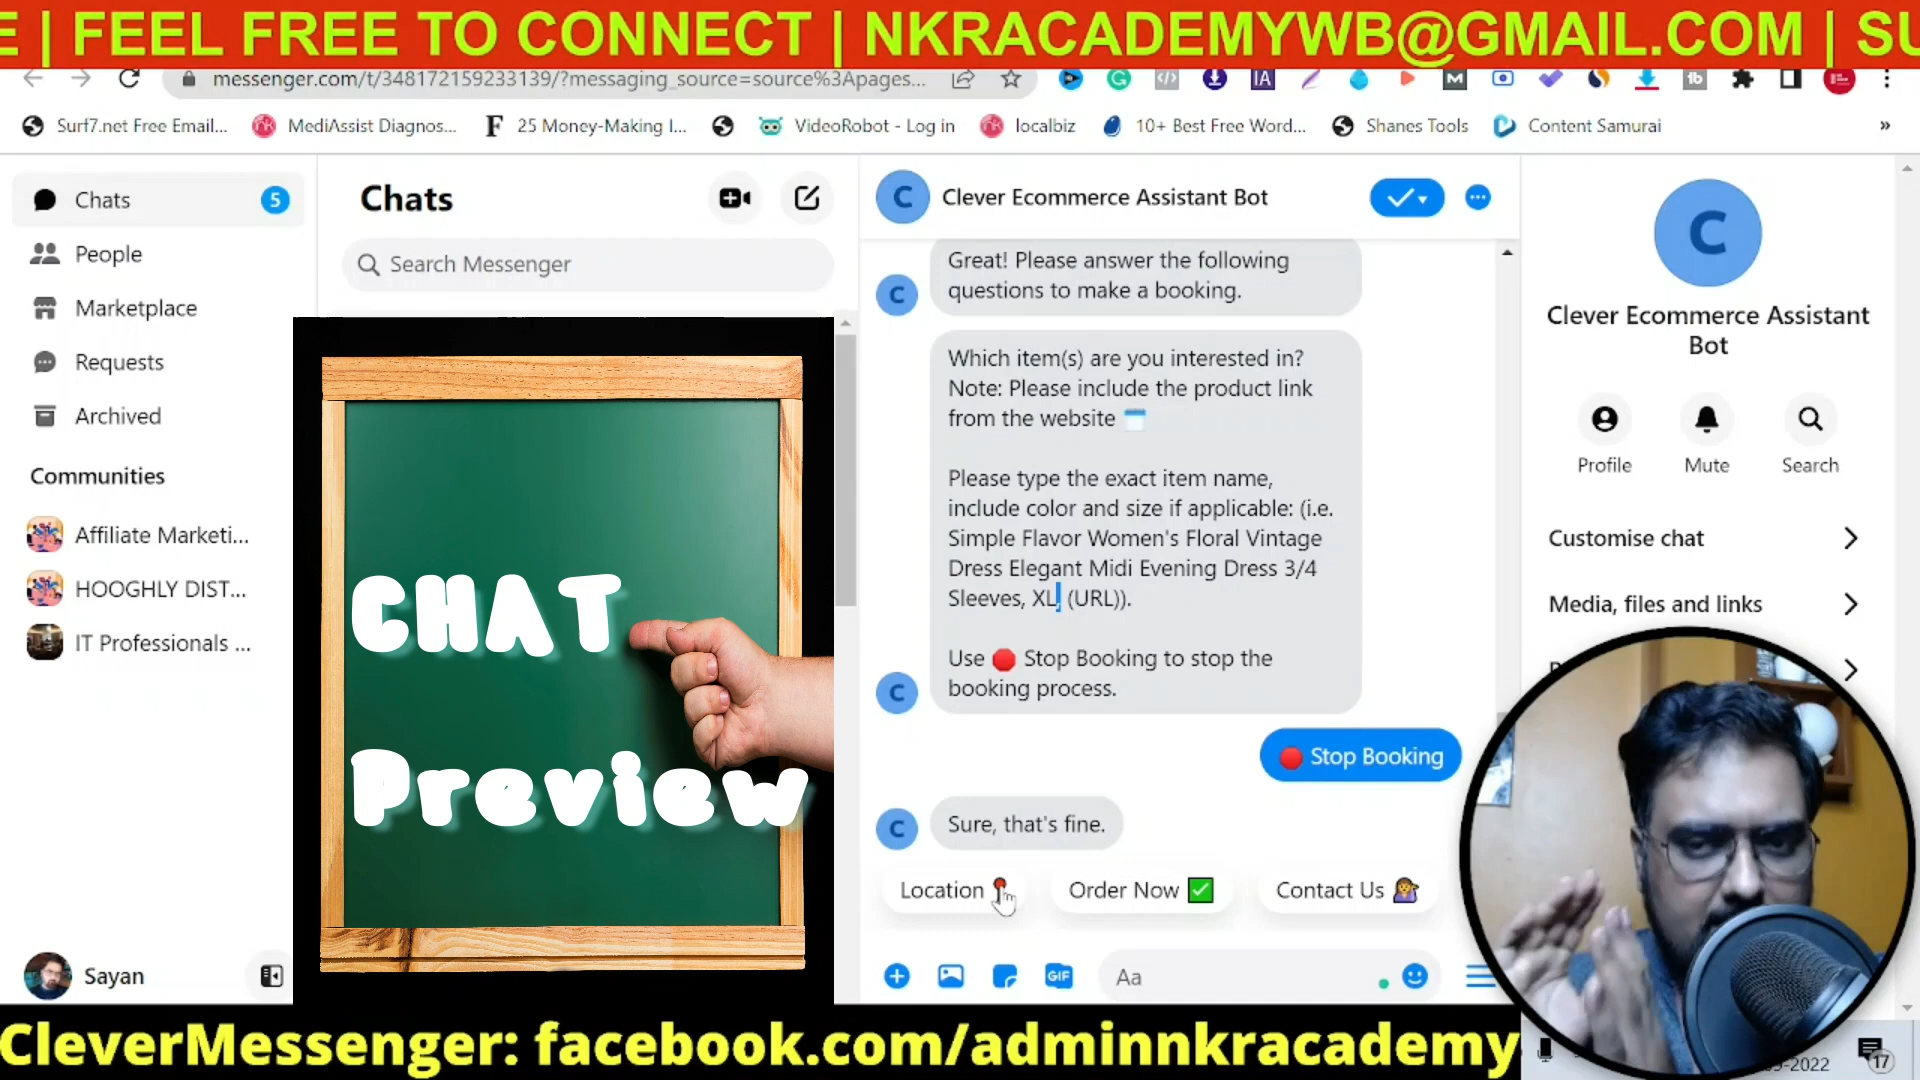 E | FEEL FREE TO CONNECT | NKRACADEMYWB@GMAIL.COM | SU
messenger.com/t/348172159233139/?messaging_source=source%3Apages...
Surf7.net Free Email...
MediAssist Diagnos...
25 Money-Making I...
VideoRobot - Log in
localbiz
10+ Best Free Word...
Shanes Tools
Content Samurai
»
Chats
5
People
Marketplace
Requests
Archived
Communities
Affiliate Marketi...
HOOGHLY DIST...
IT Professionals ...
Sayan
Chats
Search Messenger
CHAT
Preview
C
Clever Ecommerce Assistant Bot
Great! Please answer the following
questions to make a booking.
C
Which item(s) are you interested in?
Note: Please include the product link
from the website
Please type the exact item name,
include color and size if applicable: (i.e.
Simple Flavor Women's Floral Vintage
Dress Elegant Midi Evening Dress 3/4
Sleeves, XL, (URL)).
Use 🛑 Stop Booking to stop the
booking process.
C
🛑 Stop Booking
Sure, that's fine.
C
Location 📍
Order Now ✅
Contact Us
GIF
Aa
C
Clever Ecommerce Assistant
Bot
Profile
Mute
Search
Customise chat
Media, files and links
CleverMessenger: facebook.com/adminnkracademy
-2022
17